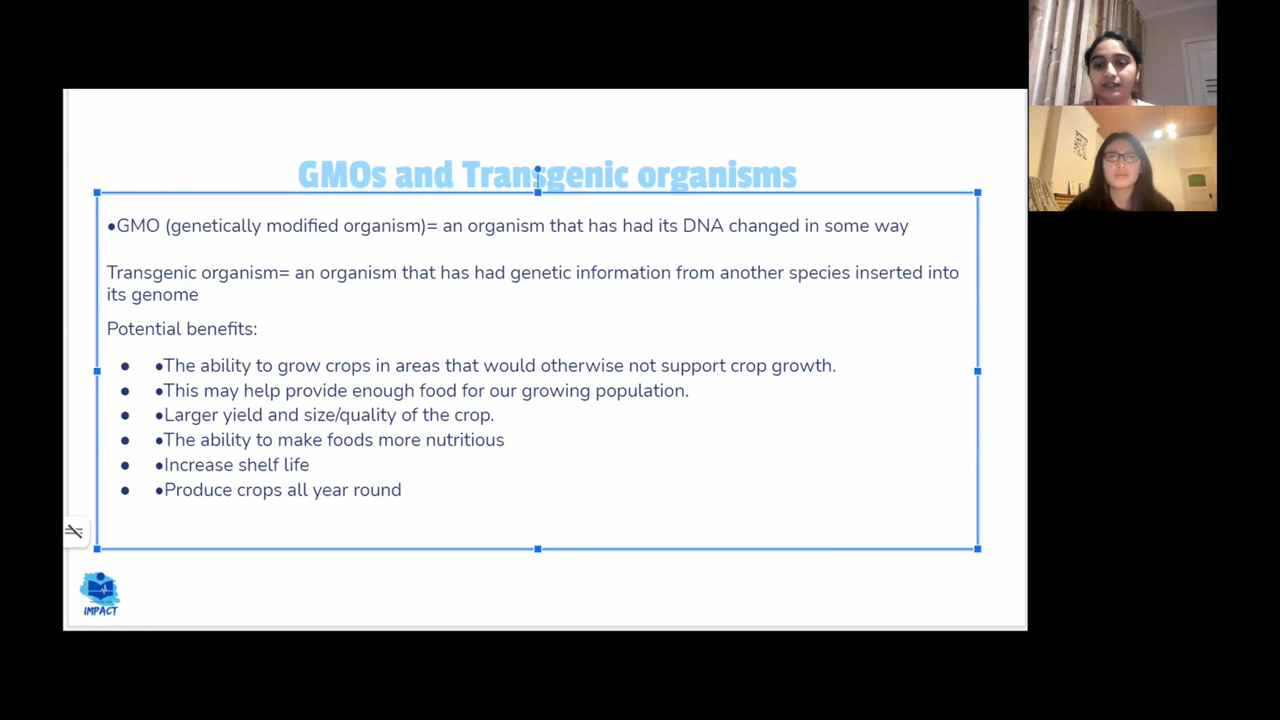 GMOs and Transgenic organisms
•GMO (genetically modified organism)= an organism that has had its DNA changed in some way
Transgenic organism= an organism that has had genetic information from another species inserted into
its genome
Potential benefits:
● •The ability to grow crops in areas that would otherwise not support crop growth.
● •This may help provide enough food for our growing population.
● •Larger yield and size/quality of the crop.
● •The ability to make foods more nutritious
● •Increase shelf life
● •Produce crops all year round
IMPACT